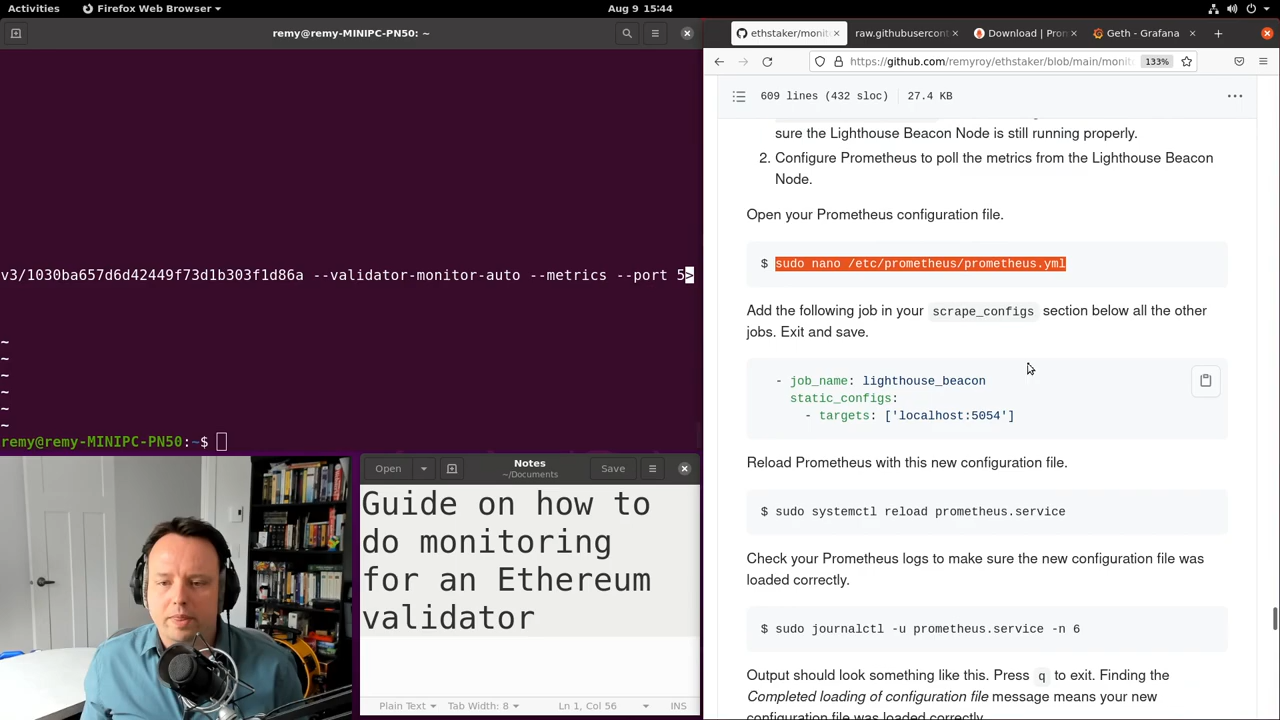 Activities
Firefox Web Browser
Aug 9 15:44
remy@remy-MINIPC-PN50: ~
v3/1030ba657d6d42449f73d1b303f1d86a --validator-monitor-auto --metrics --port 5>
~
~
~
~
~
~
remy@remy-MINIPC-PN50:~$
Open
Notes
~/Documents
Save
Guide on how to
do monitoring
for an Ethereum
validator
Plain Text
Tab Width: 8
Ln 1, Col 56
INS
ethstaker/monit
raw.githubusercont
Download | Prom
Geth - Grafana
https://github.com/remyroy/ethstaker/blob/main/monit
133%
609 lines (432 sloc) | 27.4 KB
sure the Lighthouse Beacon Node is still running properly.
2. Configure Prometheus to poll the metrics from the Lighthouse Beacon
Node.
Open your Prometheus configuration file.
$ sudo nano /etc/prometheus/prometheus.yml
Add the following job in your scrape_configs section below all the other
jobs. Exit and save.
- job_name: lighthouse_beacon
static_configs:
- targets: ['localhost:5054']
Reload Prometheus with this new configuration file.
$ sudo systemctl reload prometheus.service
Check your Prometheus logs to make sure the new configuration file was
loaded correctly.
$ sudo journalctl -u prometheus.service -n 6
Output should look something like this. Press q to exit. Finding the
Completed loading of configuration file message means your new
configuration file was loaded correctly.